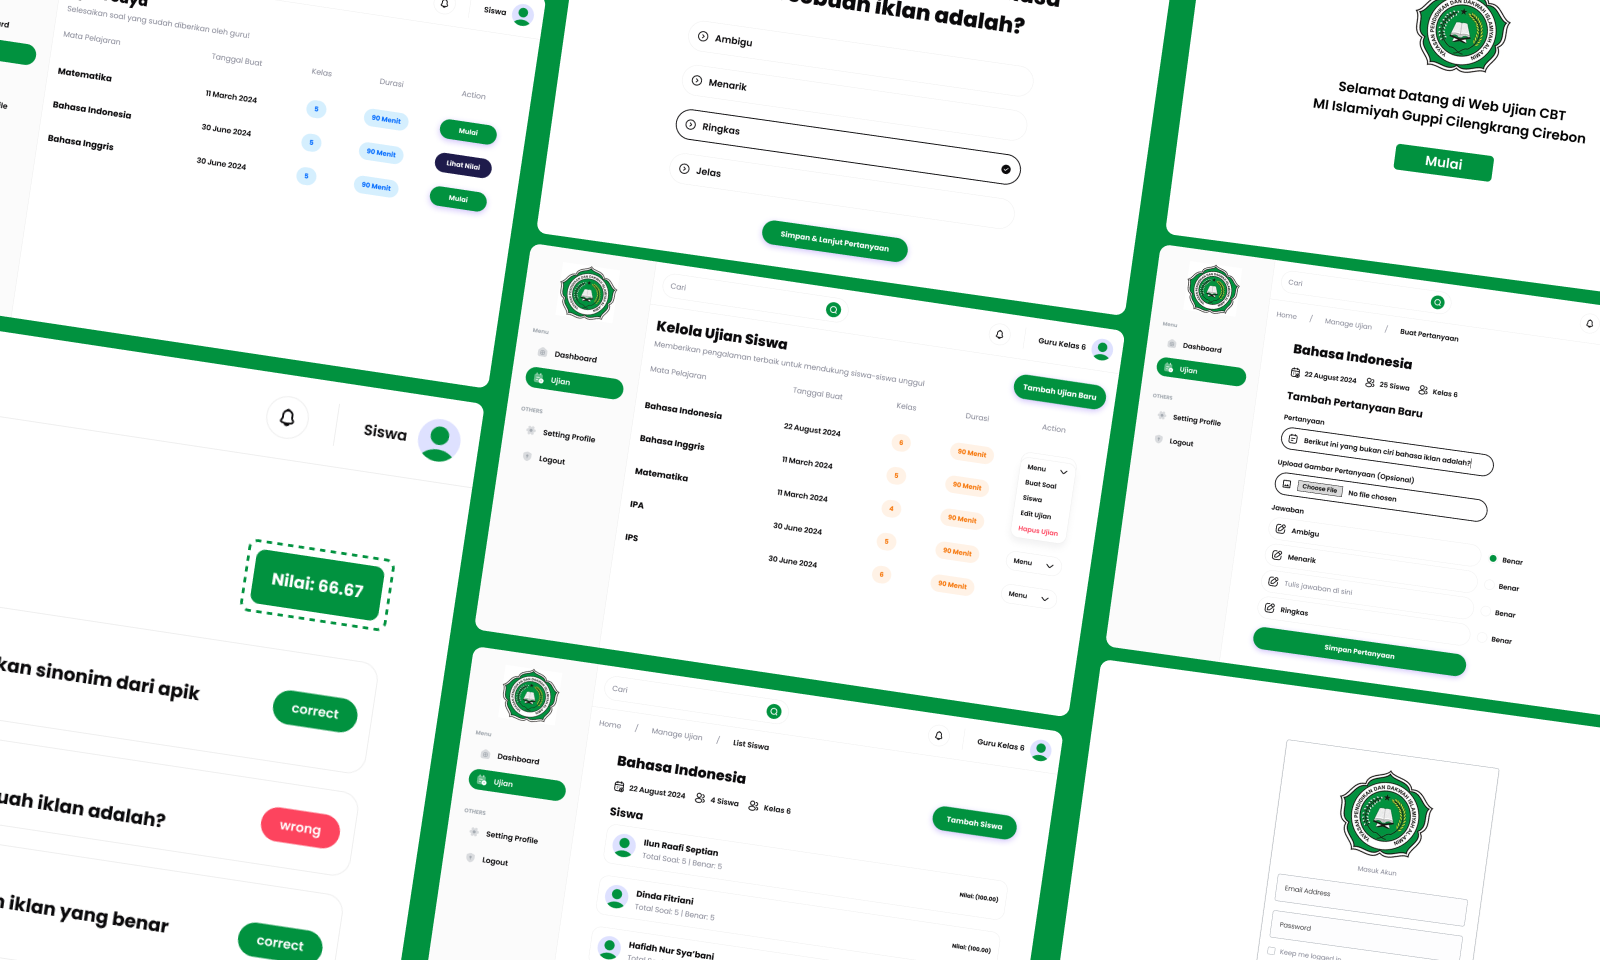 Siswa
Selesaikan soal yang sudah diberikan oleh guru!
Mata Pelajaran
Tanggal Buat
Kelas
Durasi
Action
Matematika
11 March 2024
5
90 Menit
Mulai
Bahasa Indonesia
30 June 2024
5
90 Menit
Lihat Nilai
Bahasa Inggris
30 June 2024
5
90 Menit
Mulai
sebuah iklan adalah?
Ambigu
Menarik
Ringkas
Jelas
Simpan & Lanjut Pertanyaan
YAYASAN PENDIDIKAN DAN DAKWAH ISLAMIYAH AL-AMIN
Selamat Datang di Web Ujian CBT
MI Islamiyah Guppi Cilengkrang Cirebon
Mulai
Siswa
Nilai: 66.67
kan sinonim dari apik
correct
uah iklan adalah?
wrong
iklan yang benar
correct
Cari
Guru Kelas 6
Menu
Dashboard
Ujian
OTHERS
Setting Profile
Logout
Kelola Ujian Siswa
Memberikan pengalaman terbaik untuk mendukung siswa-siswa unggul
Tambah Ujian Baru
Mata Pelajaran
Tanggal Buat
Kelas
Durasi
Action
Bahasa Indonesia
22 August 2024
6
90 Menit
Menu
Buat Soal
Siswa
Edit Ujian
Hapus Ujian
Bahasa Inggris
11 March 2024
5
90 Menit
Matematika
11 March 2024
4
90 Menit
IPA
30 June 2024
5
90 Menit
Menu
IPS
30 June 2024
6
90 Menit
Menu
Cari
Guru Kelas 6
Menu
Dashboard
Ujian
OTHERS
Setting Profile
Logout
Home / Manage Ujian / List Siswa
Bahasa Indonesia
22 August 2024 4 Siswa Kelas 6
Tambah Siswa
Siswa
Ilun Raafi Septian
Total Soal: 5 | Benar: 5
Nilai: (100.00)
Dinda Fitriani
Total Soal: 5 | Benar: 5
Nilai: (100.00)
Hafidh Nur Sya'bani
Cari
Menu
Dashboard
Ujian
OTHERS
Setting Profile
Logout
Home / Manage Ujian / Buat Pertanyaan
Bahasa Indonesia
22 August 2024 25 Siswa Kelas 6
Tambah Pertanyaan Baru
Pertanyaan
Berikut ini yang bukan ciri bahasa iklan adalah?
Upload Gambar Pertanyaan (Opsional)
Choose File No file chosen
Jawaban
Ambigu
Benar
Menarik
Benar
Tulis jawaban di sini
Benar
Ringkas
Benar
Simpan Pertanyaan
YAYASAN PENDIDIKAN DAN DAKWAH ISLAMIYAH AL-AMIN
Masuk Akun
Email Address
Password
Keep me logged in